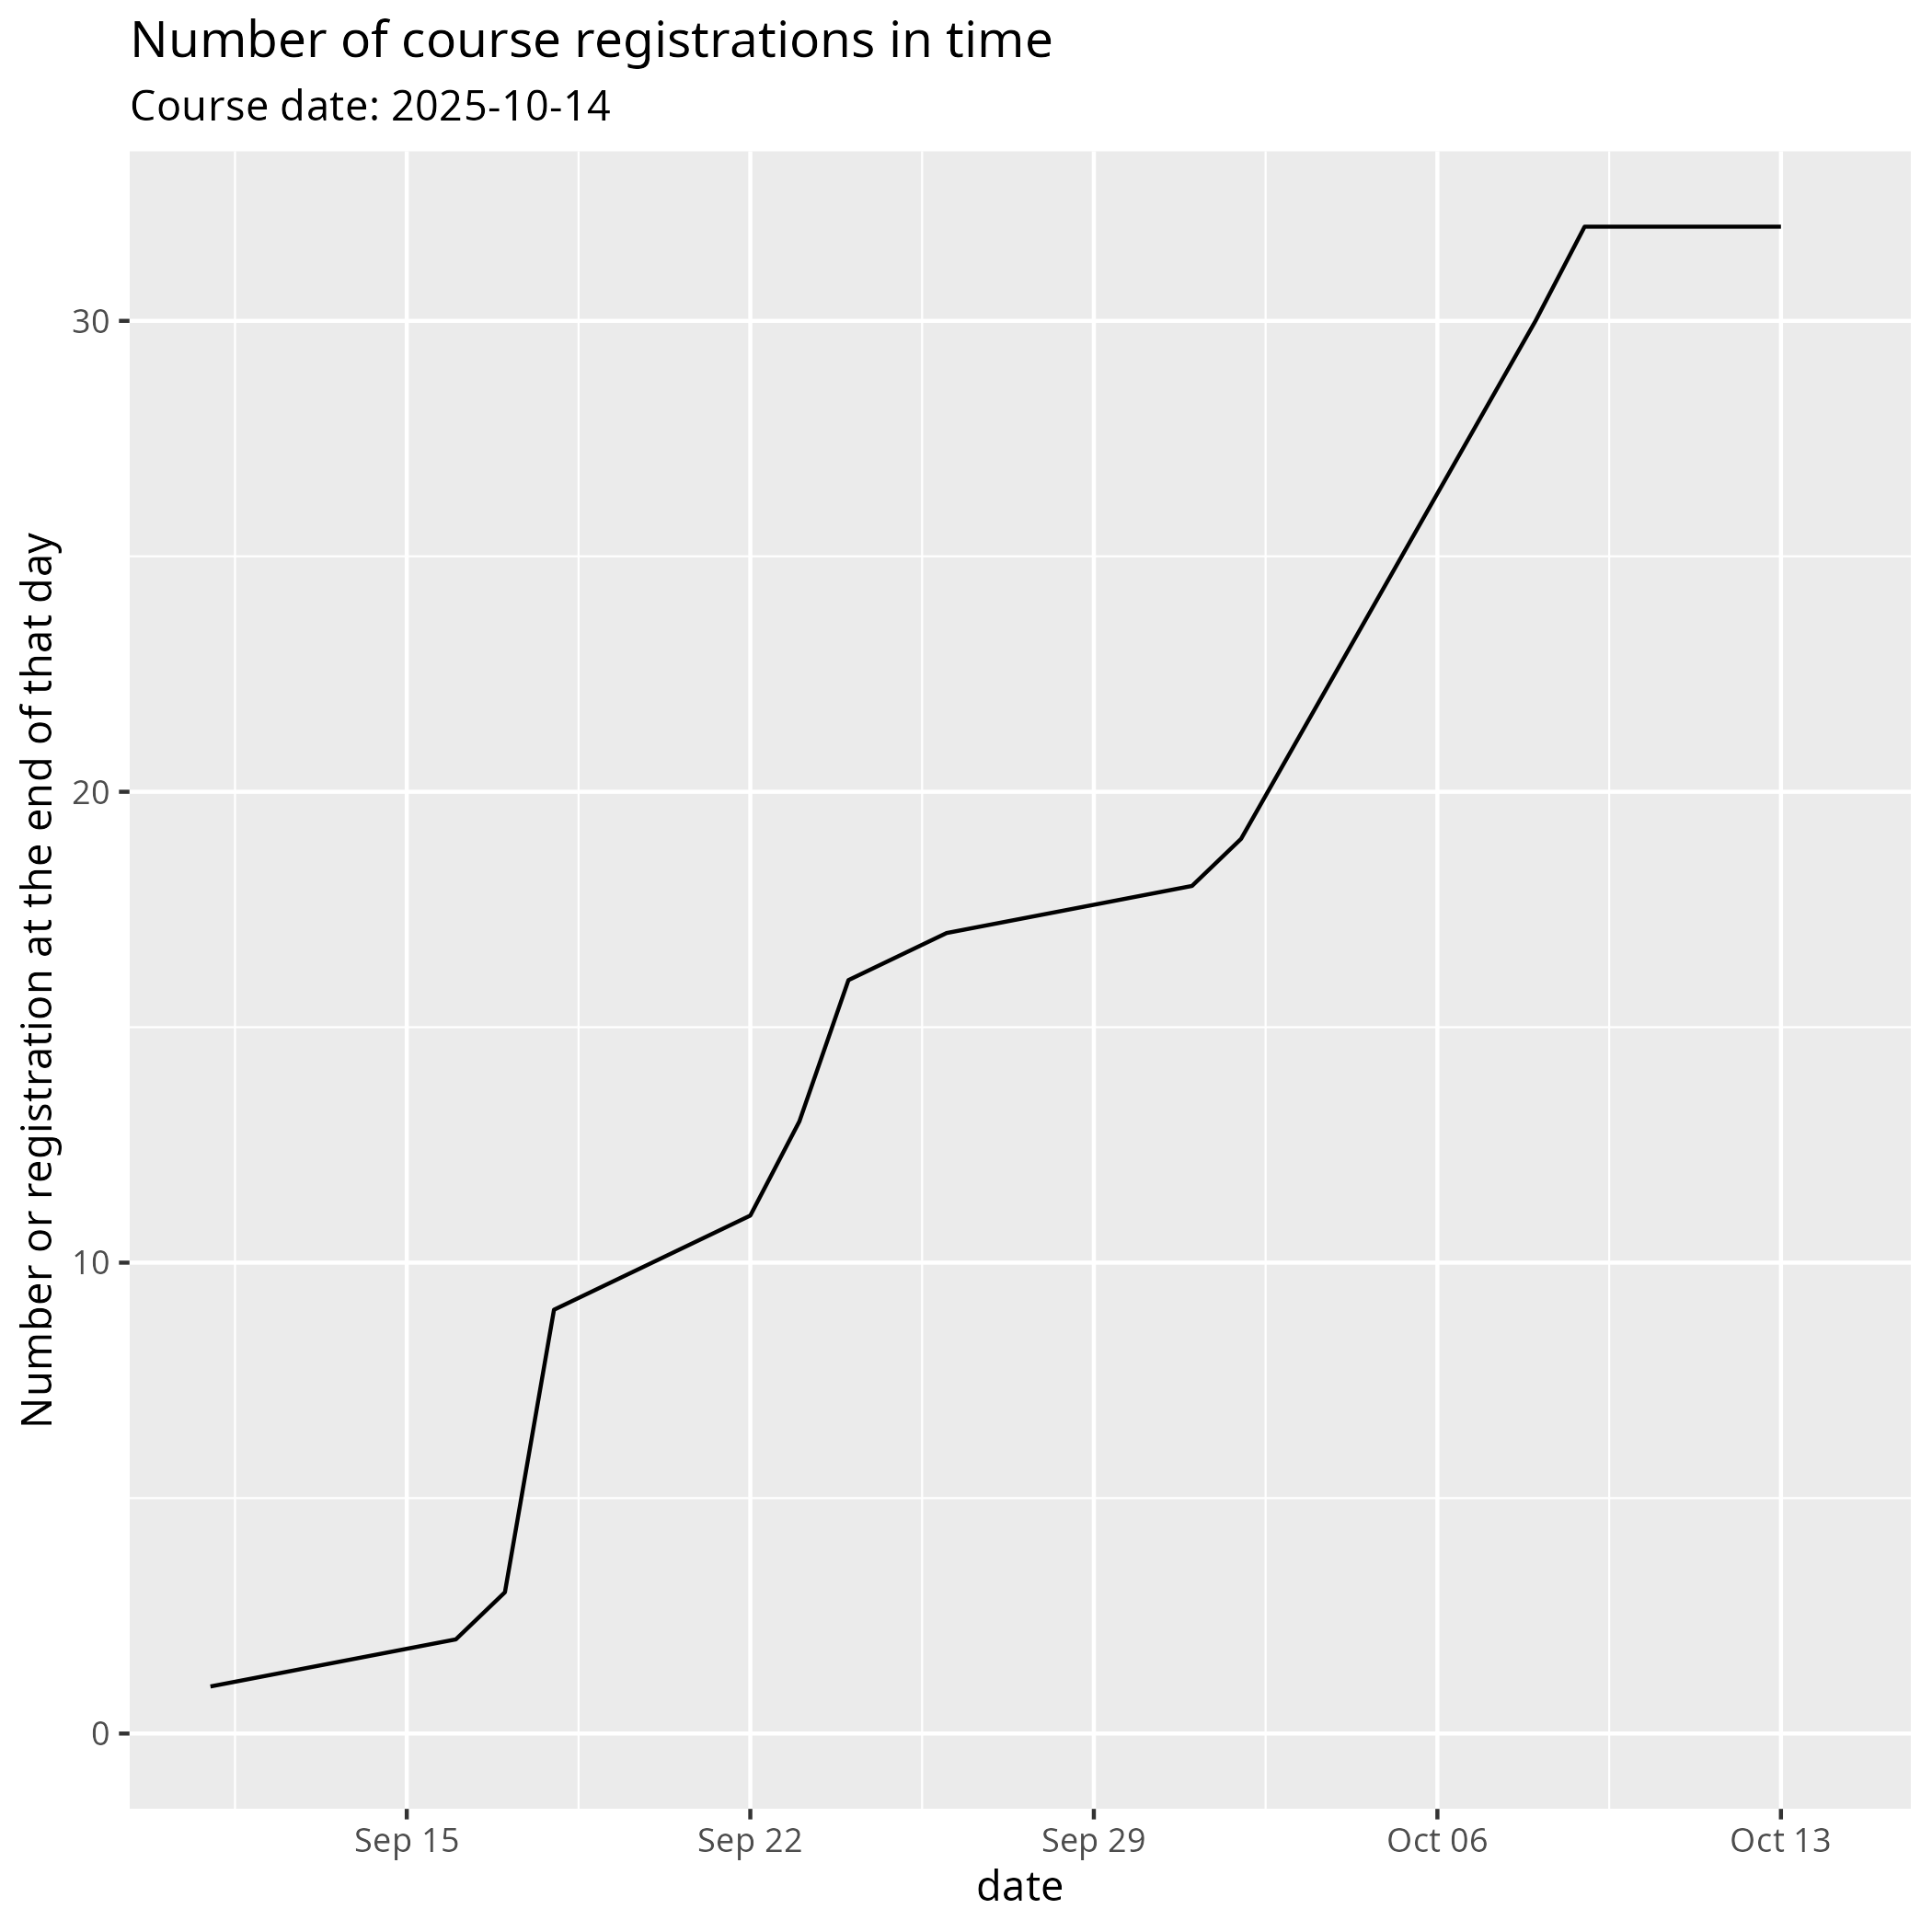 Number of course registrations in time
Course date: 2025-10-14
Number or registration at the end of that day
30
20
10
0
Sep 15
Sep 22
Sep 29
Oct 06
Oct 13
date